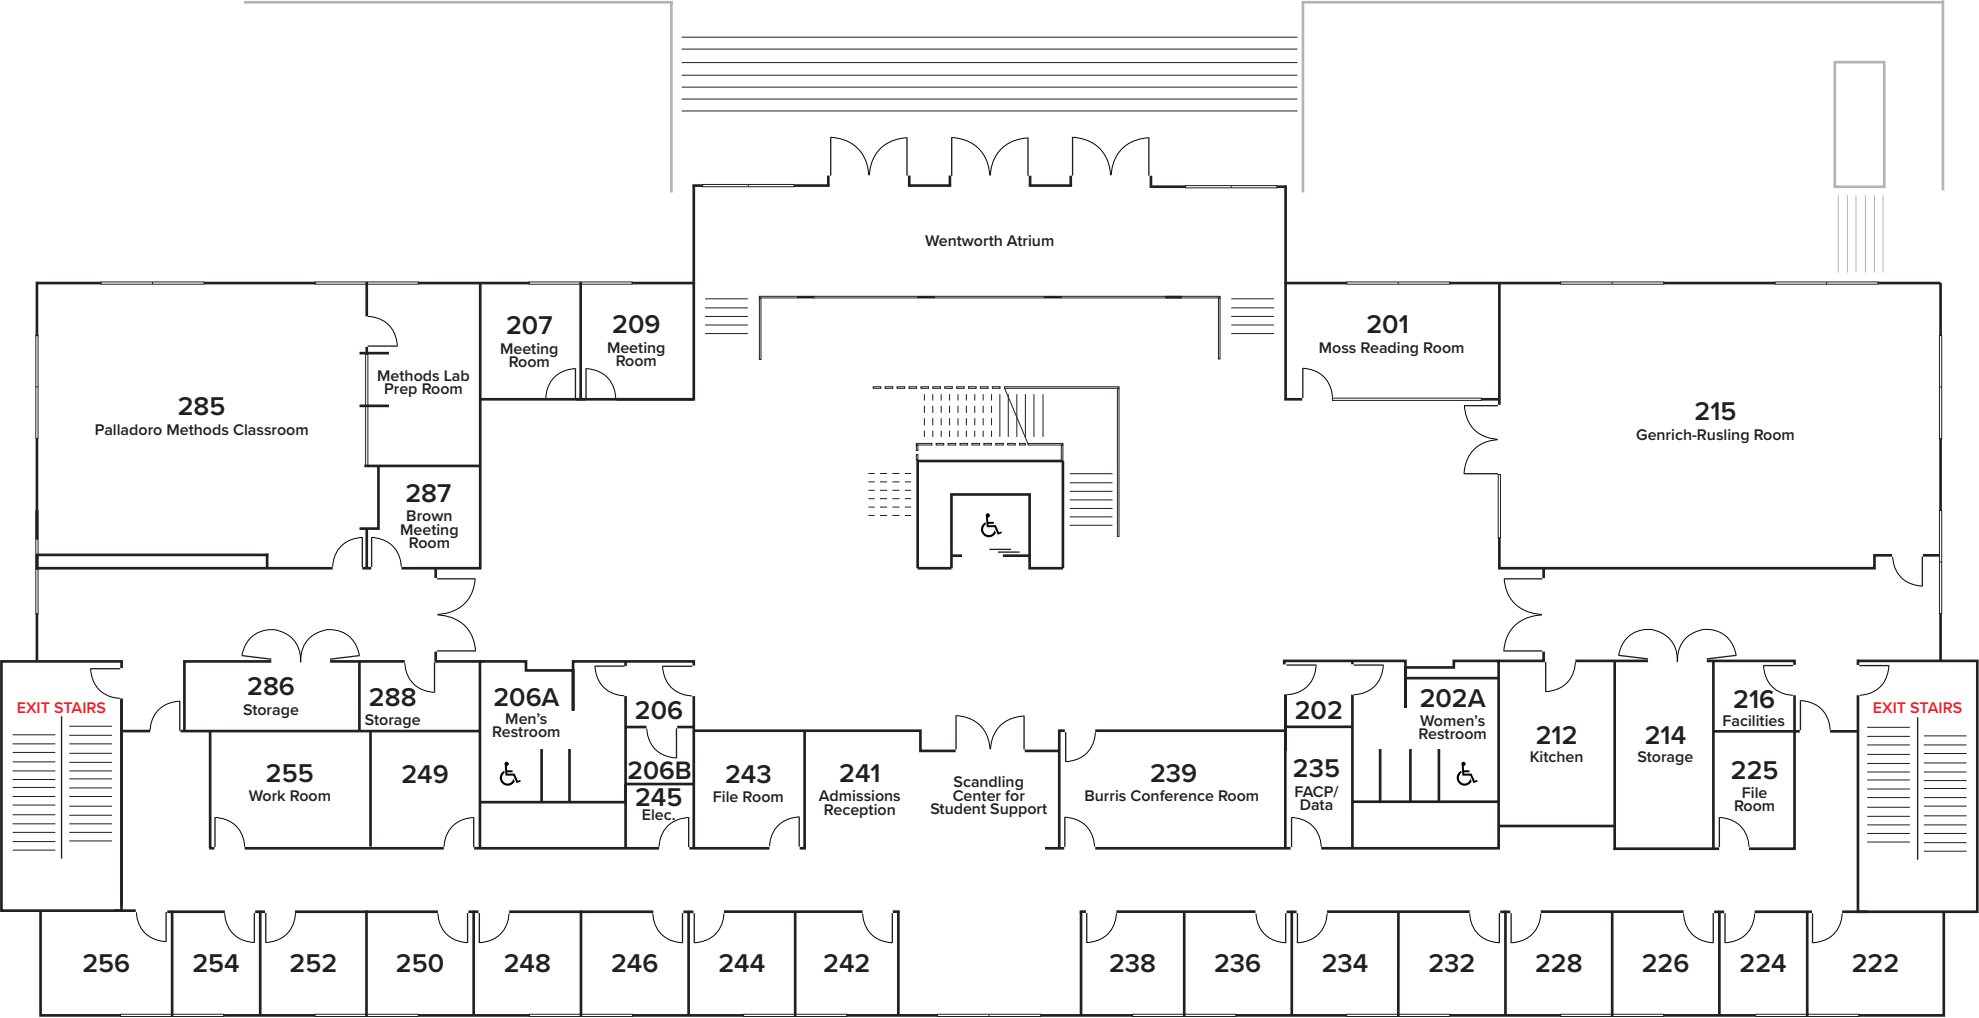 Wentworth Atrium
207
Meeting
Room
209
Meeting
Room
201
Moss Reading Room
Methods Lab
Prep Room
285
Palladoro Methods Classroom
215
Genrich-Rusling Room
287
Brown
Meeting
Room
EXIT STAIRS
286
Storage
288
Storage
206A
Men's
Restroom
206
202
202A
Women's
Restroom
212
Kitchen
214
Storage
216
Facilities
EXIT STAIRS
255
Work Room
249
206B
245
Elec.
243
File Room
241
Admissions
Reception
Scandling
Center for
Student Support
239
Burris Conference Room
235
FACP/
Data
225
File
Room
256
254
252
250
248
246
244
242
238
236
234
232
228
226
224
222